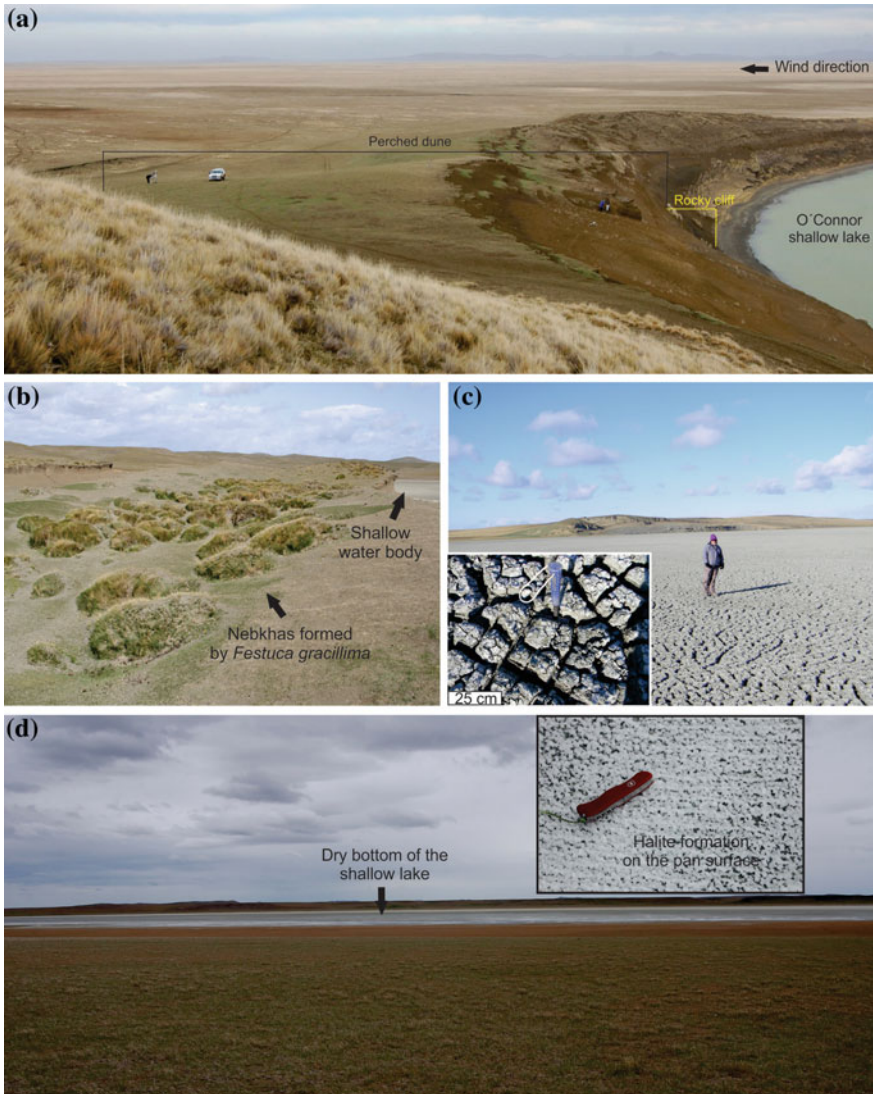 (a)
Wind direction
Perched dune
Rocky cliff
O´Connor
shallow lake
(b)
Shallow
water body
Nebkhas formed
by Festuca gracillima
(c)
25 cm
(d)
Dry bottom of the
shallow lake
Halite formation
on the pan surface